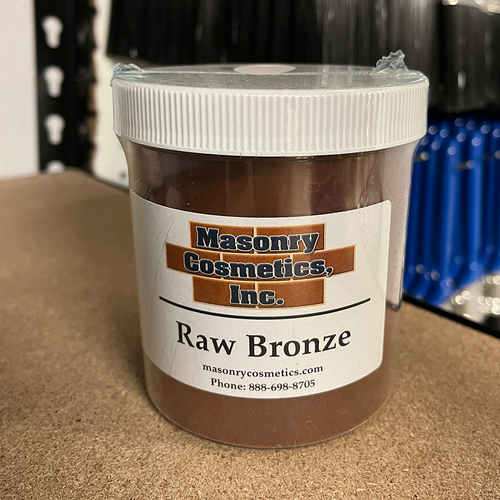 Masonry
Cosmetics,
Inc.
Raw Bronze
masonrycosmetics.com
Phone: 888-698-8705